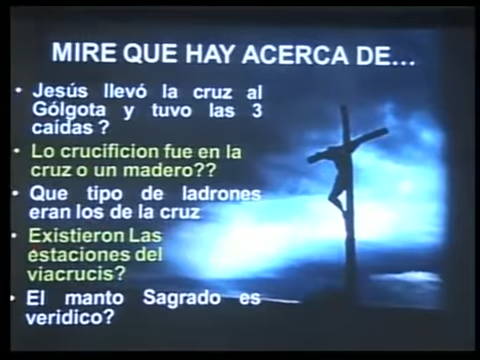 MIRE QUE HAY ACERCA DE...
• Jesús llevó la cruz al
Gólgota y tuvo las 3
caídas ?
• Lo crucificion fue en la
cruz o un madero??
• Que tipo de ladrones
eran los de la cruz
• Existieron Las
estaciones del
viacrucis?
• El manto Sagrado es
verídico?